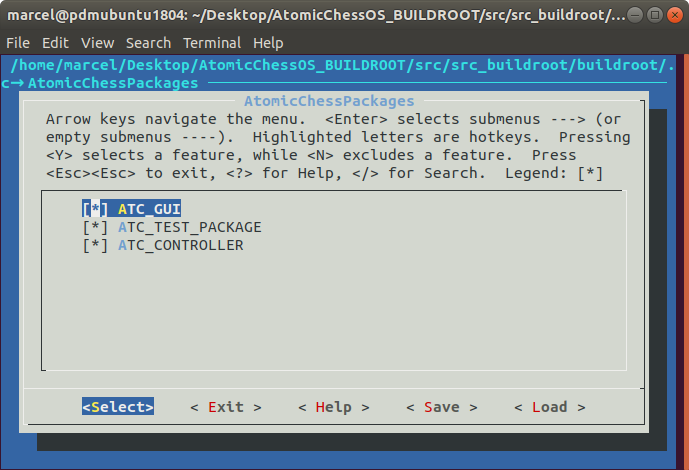 marcel@pdmubuntu1804: ~/Desktop/AtomicChessOS_BUILDROOT/src/src_buildroot/...
File Edit View Search Terminal Help
/home/marcel/Desktop/AtomicChessOS_BUILDROOT/src/src_buildroot/buildroot/.
c→ AtomicChessPackages
AtomicChessPackages
Arrow keys navigate the menu.  <Enter> selects submenus ---> (or
empty submenus ----).  Highlighted letters are hotkeys.  Pressing
<Y> selects a feature, while <N> excludes a feature.  Press
<Esc><Esc> to exit, <?> for Help, </> for Search.  Legend: [*]
[*] ATC_GUI
[*] ATC_TEST_PACKAGE
[*] ATC_CONTROLLER
<Select> < Exit > < Help > < Save > < Load >